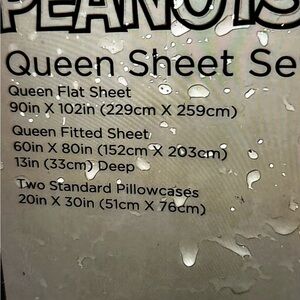 PEANUTS
Queen Sheet Se
Queen Flat Sheet
90in X 102in (229cm X 259cm)
Queen Fitted Sheet
60in X 80in (152cm X 203cm)
13in (33cm) Deep
Two Standard Pillowcases
20in X 30in (51cm X 76cm)